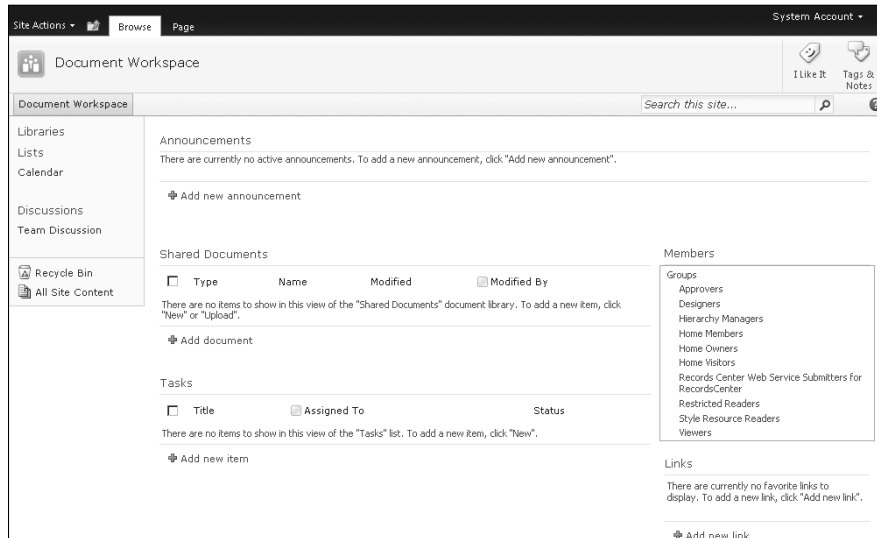 System Account
Site Actions
Browse
Page
Document Workspace
I Like It
Tags &
Notes
Document Workspace
Search this site...
Libraries
Lists
Calendar
Discussions
Team Discussion
Recycle Bin
All Site Content
Announcements
There are currently no active announcements. To add a new announcement, click "Add new announcement".
Add new announcement
Shared Documents
Type Name Modified Modified By
There are no items to show in this view of the "Shared Documents" document library. To add a new item, click
"New" or "Upload".
Add document
Tasks
Title Assigned To Status
There are no items to show in this view of the "Tasks" list. To add a new item, click "New".
Add new item
Members
Groups
Approvers
Designers
Hierarchy Managers
Home Members
Home Owners
Home Visitors
Records Center Web Service Submitters for
RecordsCenter
Restricted Readers
Style Resource Readers
Viewers
Links
There are currently no favorite links to
display. To add a new link, click "Add new link".
Add new link